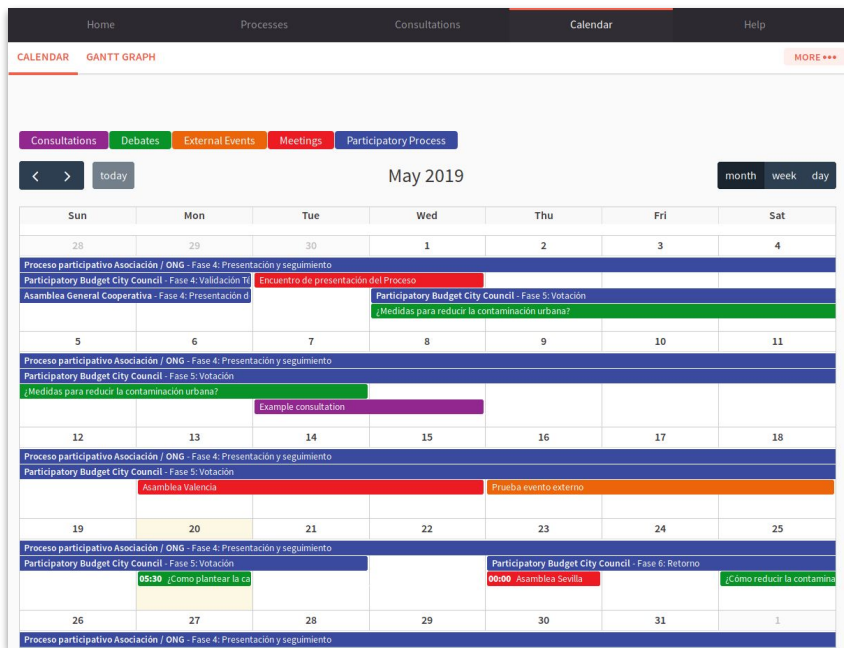 Home Processes Consultations Calendar Help
CALENDAR GANTT GRAPH MORE •••
Consultations Debates External Events Meetings Participatory Process
today May 2019 month week day
Sun Mon Tue Wed Thu Fri Sat
28 29 30 1 2 3 4
Proceso participativo Asociación / ONG - Fase 4: Presentación y seguimiento
Participatory Budget City Council - Fase 4: Validación Té Encuentro de presentación del Proceso
Asamblea General Cooperativa - Fase 4: Presentación d Participatory Budget City Council - Fase 5: Votación
¿Medidas para reducir la contaminación urbana?
5 6 7 8 9 10 11
Proceso participativo Asociación / ONG - Fase 4: Presentación y seguimiento
Participatory Budget City Council - Fase 5: Votación
¿Medidas para reducir la contaminación urbana?
Example consultation
12 13 14 15 16 17 18
Proceso participativo Asociación / ONG - Fase 4: Presentación y seguimiento
Participatory Budget City Council - Fase 5: Votación
Asamblea Valencia Prueba evento externo
19 20 21 22 23 24 25
Proceso participativo Asociación / ONG - Fase 4: Presentación y seguimiento
Participatory Budget City Council - Fase 5: Votación Participatory Budget City Council - Fase 6: Retorno
05:30 ¿Como plantear la ca 00:00 Asamblea Sevilla ¿Cómo reducir la contamina
26 27 28 29 30 31 1
Proceso participativo Asociación / ONG - Fase 4: Presentación y seguimiento